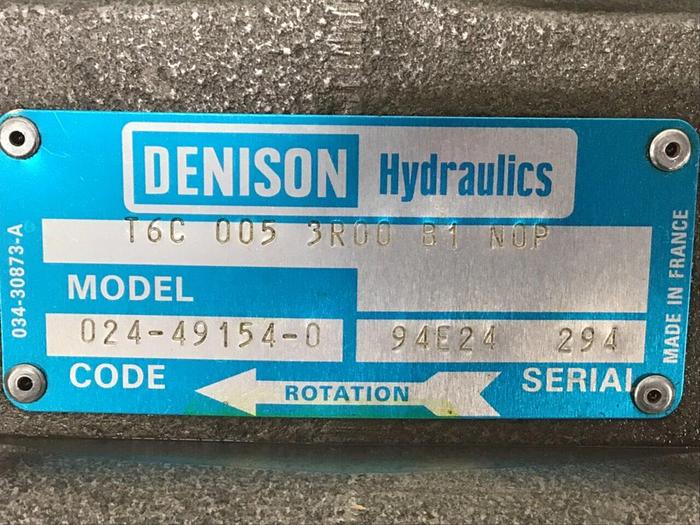 DENISON Hydraulics
T6C 005 3R00 B1 NOP
MODEL
024-49154-0 94E24 294
CODE SERIAL
ROTATION
034-30873-A
MADE IN FRANCE